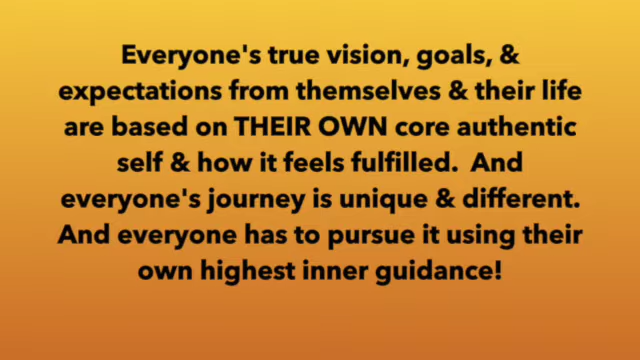 Everyone's true vision, goals, &
expectations from themselves & their life
are based on THEIR OWN core authentic
self & how it feels fulfilled.  And
everyone's journey is unique & different.
And everyone has to pursue it using their
own highest inner guidance!